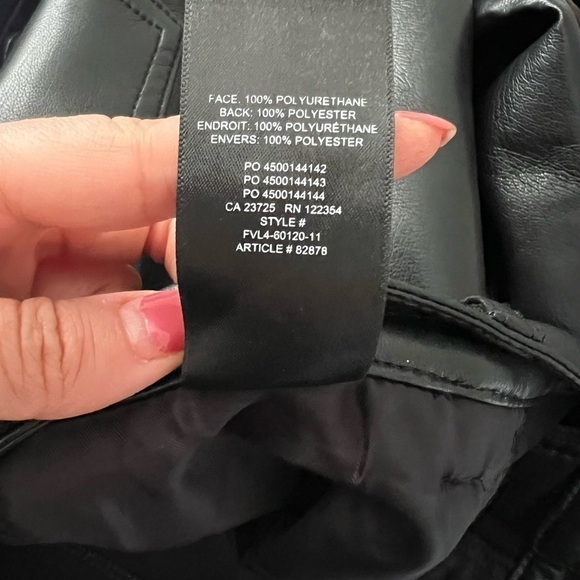 FACE: 100% POLYURETHANE
BACK: 100% POLYESTER
ENDROIT: 100% POLYURÉTHANE
ENVERS: 100% POLYESTER
PO 4500144142
PO 4500144143
PO 4500144144
CA 23725 RN 122354
STYLE #
FVL4-60120-11
ARTICLE # 82878